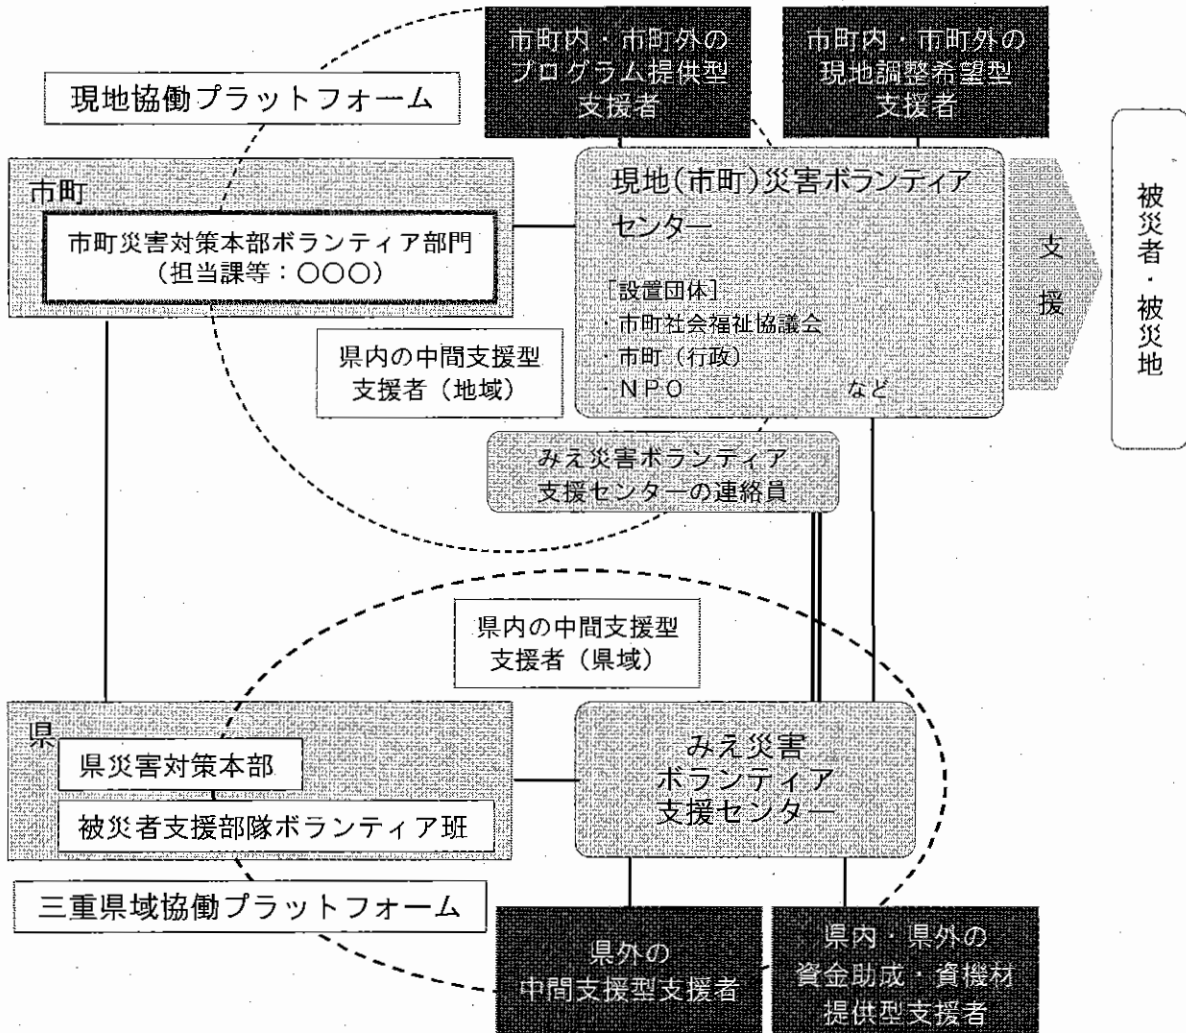 市町内・市町外の
プログラム提供型
支援者
市町内・市町外の
現地調整希望型
支援者
現地協働プラットフォーム
市町
市町災害対策本部ボランティア部門
(担当課等:〇〇〇)
現地(市町)災害ボランティア
センター
[設置団体]
・市町社会福祉協議会
・市町(行政)
・NPO など
支援
被災者・被災地
県内の中間支援型
支援者(地域)
みえ災害ボランティア
支援センターの連絡員
県内の中間支援型
支援者(県域)
県
県災害対策本部
被災者支援部隊ボランティア班
みえ災害
ボランティア
支援センター
三重県域協働プラットフォーム
県外の
中間支援型支援者
県内・県外の
資金助成・資機材
提供型支援者